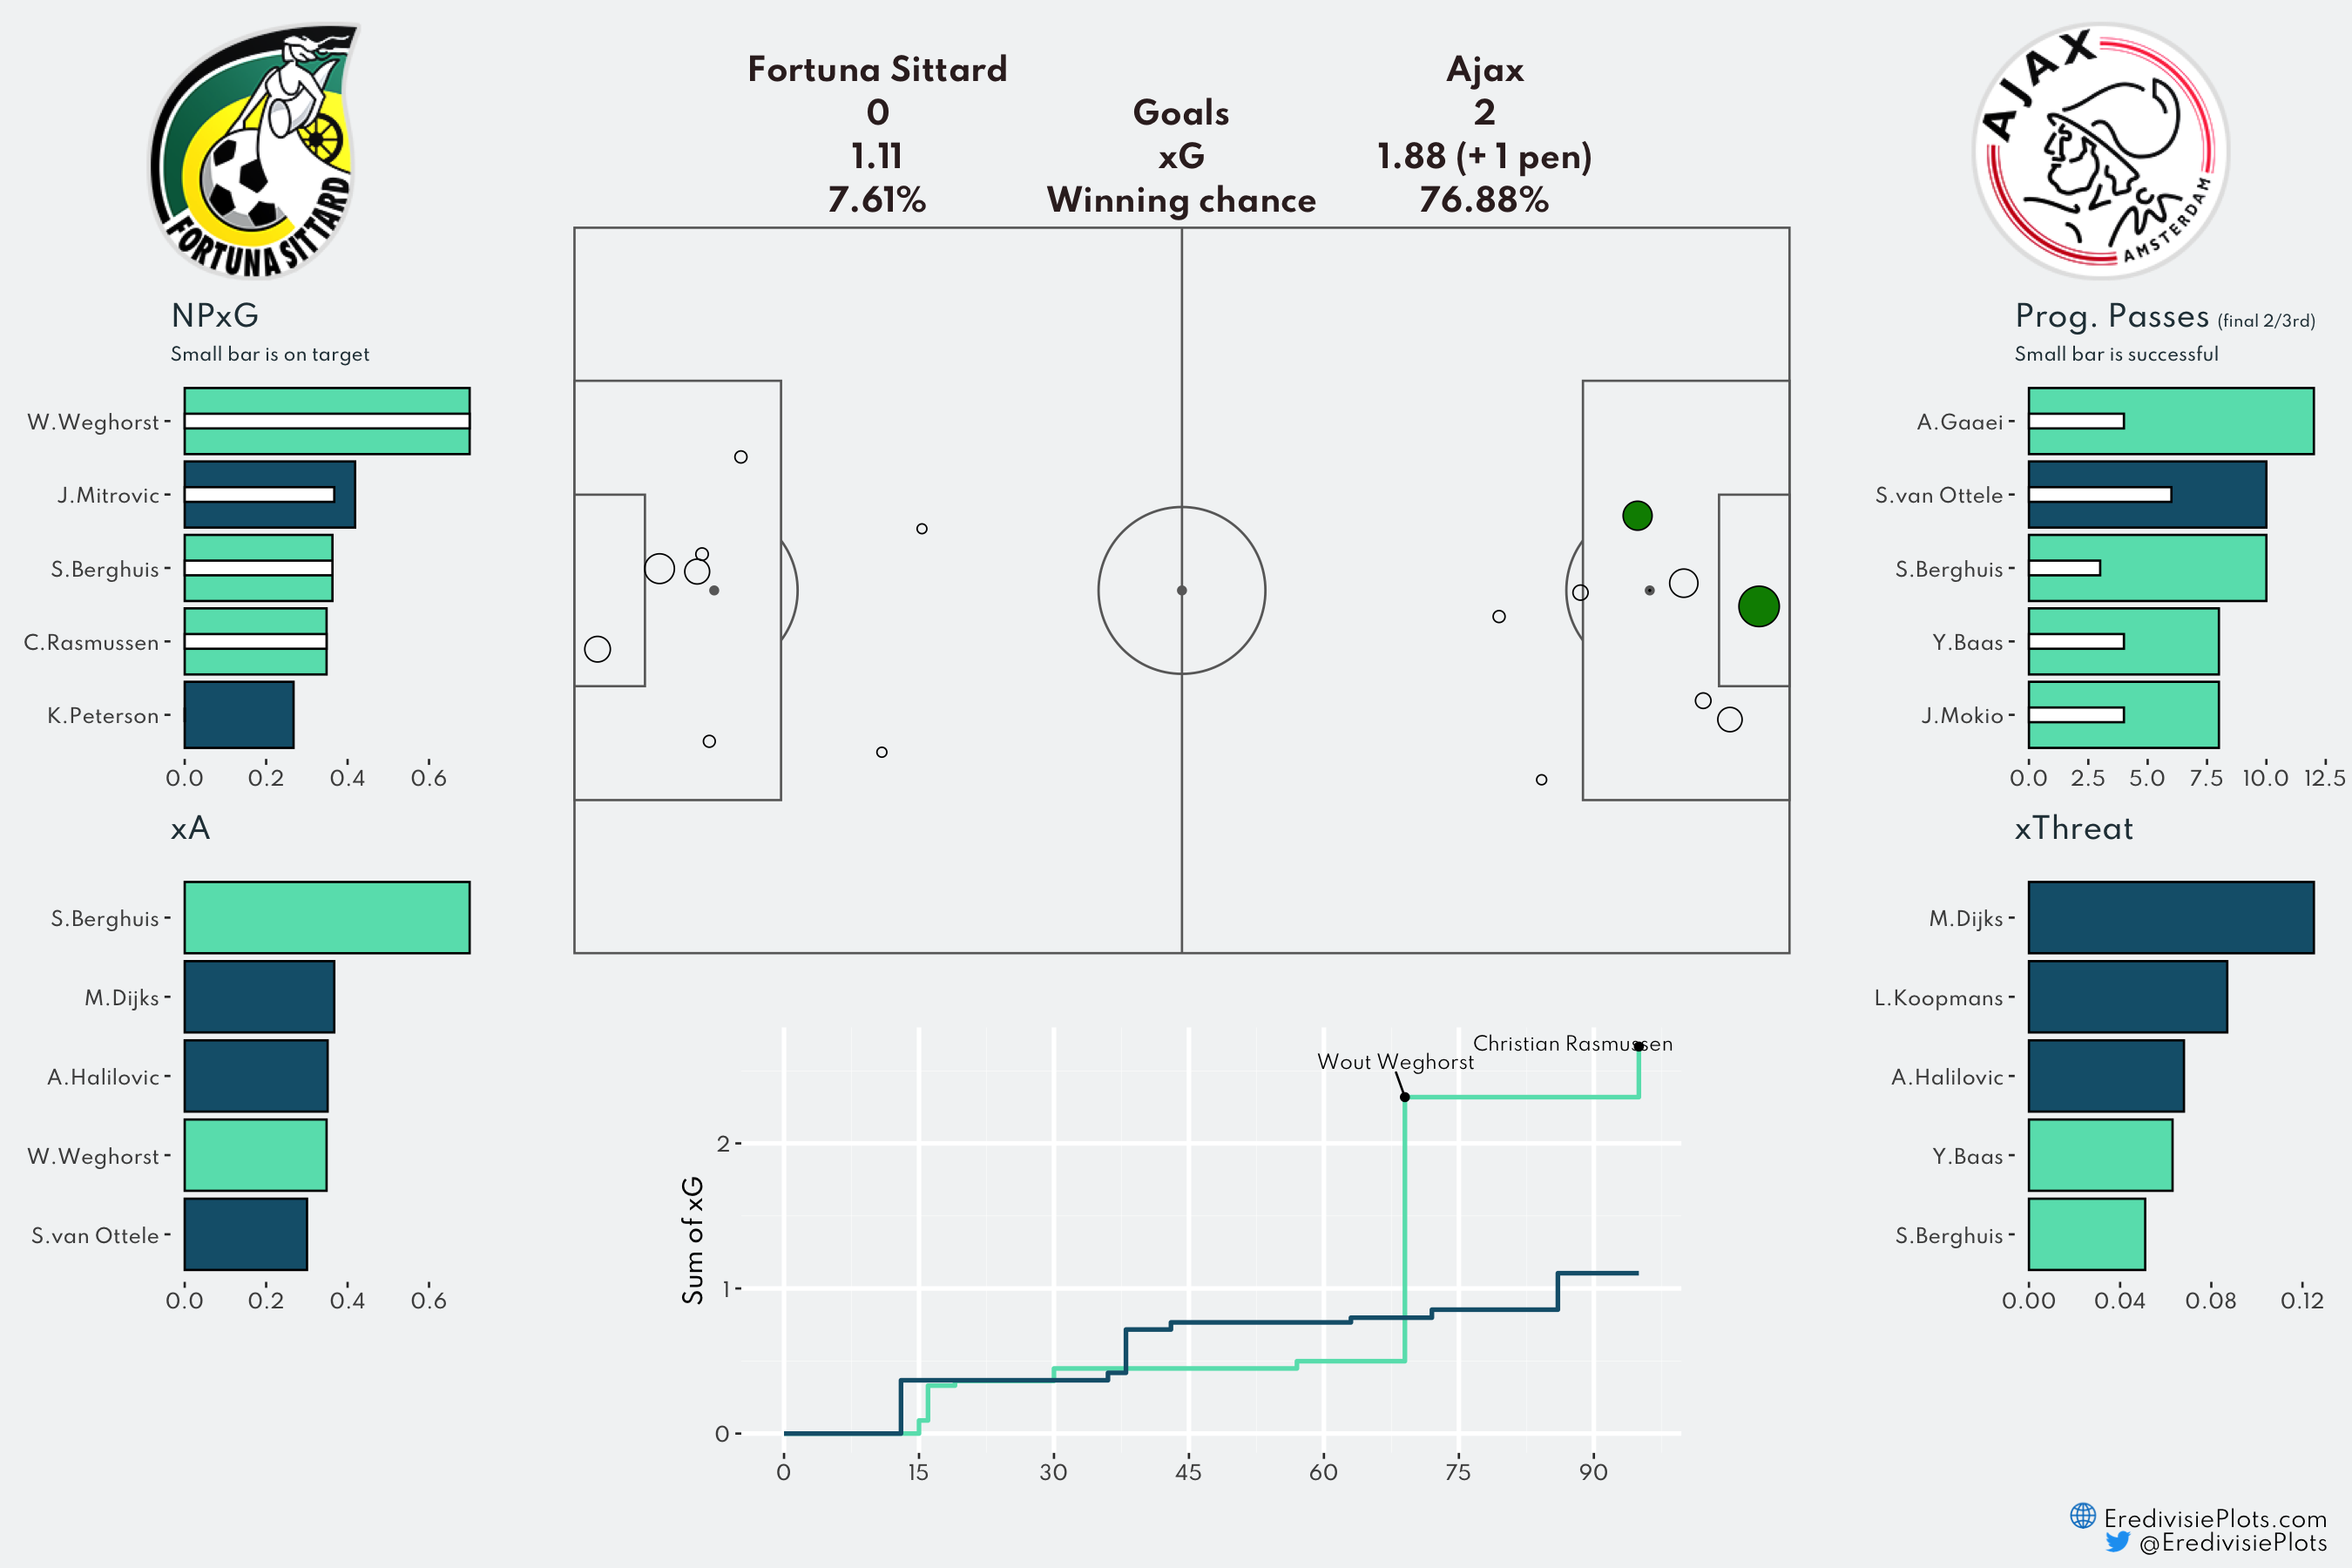 FORTUNA SITTARD
Fortuna Sittard
Ajax
0
Goals
2
1.11
xG
1.88 (+ 1 pen)
7.61%
Winning chance
76.88%
AJAX
AMSTERDAM
NPxG
Small bar is on target
W.Weghorst
J.Mitrovic
S.Berghuis
C.Rasmussen
K.Peterson
0.0 0.2 0.4 0.6
xA
S.Berghuis
M.Dijks
A.Halilovic
W.Weghorst
S.van Ottele
0.0 0.2 0.4 0.6
Christian Rasmussen
Wout Weghorst
Sum of xG
2
1
0
0 15 30 45 60 75 90
Prog. Passes (final 2/3rd)
Small bar is successful
A.Gaaei
S.van Ottele
S.Berghuis
Y.Baas
J.Mokio
0.0 2.5 5.0 7.5 10.0 12.5
xThreat
M.Dijks
L.Koopmans
A.Halilovic
Y.Baas
S.Berghuis
0.00 0.04 0.08 0.12
EredivisiePlots.com
@EredivisiePlots